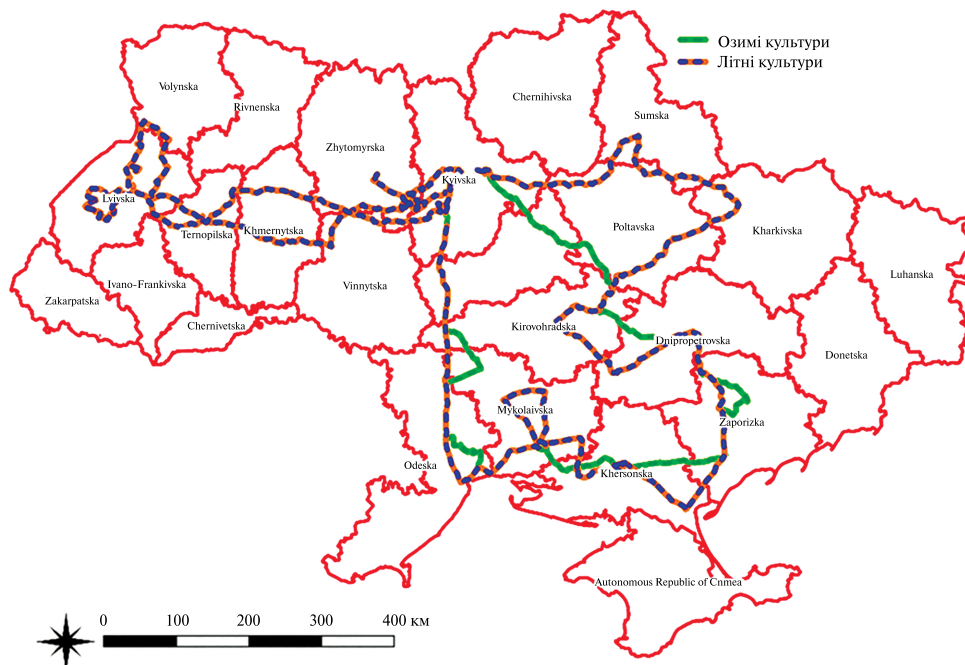 Озимі культури
Літні культури
Volynska
Rivnenska
Chernihivska
Sumska
Zhytomyrska
Kyivska
Lvivska
Ternopilska
Khmernytska
Poltavska
Kharkivska
Luhanska
Zakarpatska
Ivano-Frankivska
Vinnytska
Chernivetska
Kirovohradska
Dnipropetrovska
Donetska
Mykolaivska
Zaporizka
Odeska
Khersonska
Autonomous Republic of Cnmea
0 100 200 300 400 км